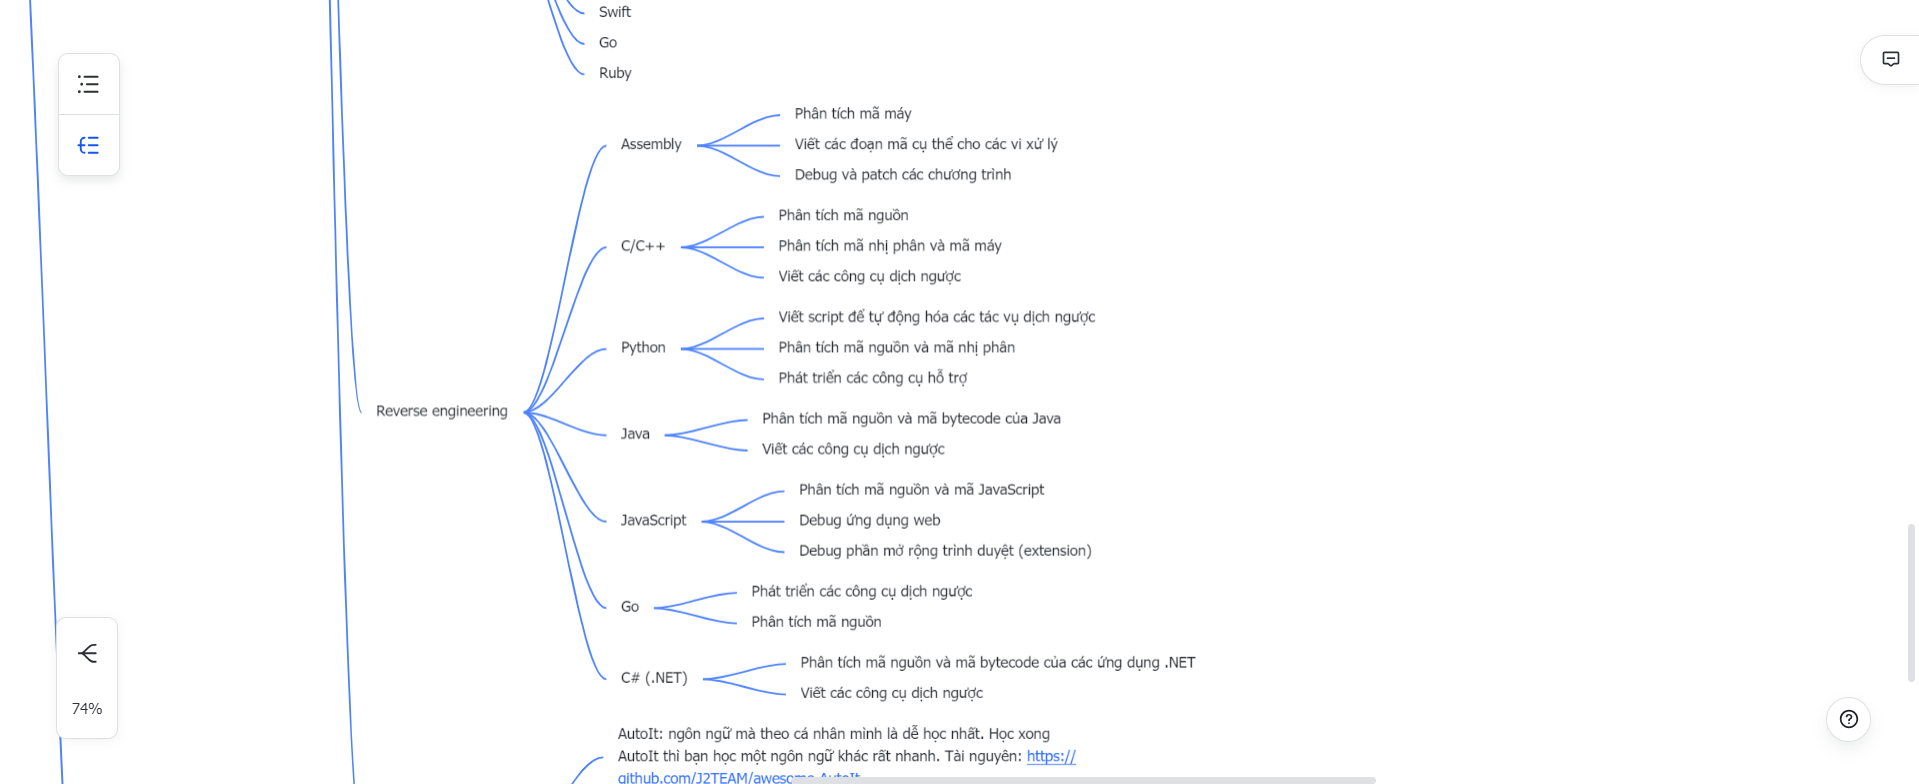 Swift
Go
Ruby
Assembly
Phân tích mã máy
Viết các đoạn mã cụ thể cho các vi xử lý
Debug và patch các chương trình
C/C++
Phân tích mã nguồn
Phân tích mã nhị phân và mã máy
Viết các công cụ dịch ngược
Python
Viết script để tự động hóa các tác vụ dịch ngược
Phân tích mã nguồn và mã nhị phân
Phát triển các công cụ hỗ trợ
Reverse engineering
Java
Phân tích mã nguồn và mã bytecode của Java
Viết các công cụ dịch ngược
JavaScript
Phân tích mã nguồn và mã JavaScript
Debug ứng dụng web
Debug phần mở rộng trình duyệt (extension)
Go
Phát triển các công cụ dịch ngược
Phân tích mã nguồn
C# (.NET)
Phân tích mã nguồn và mã bytecode của các ứng dụng .NET
Viết các công cụ dịch ngược
74%
AutoIt: ngôn ngữ mà theo cá nhân mình là dễ học nhất. Học xong
AutoIt thì bạn học một ngôn ngữ khác rất nhanh. Tài nguyên: https://
github.com/J2TEAM/awesome-AutoIt